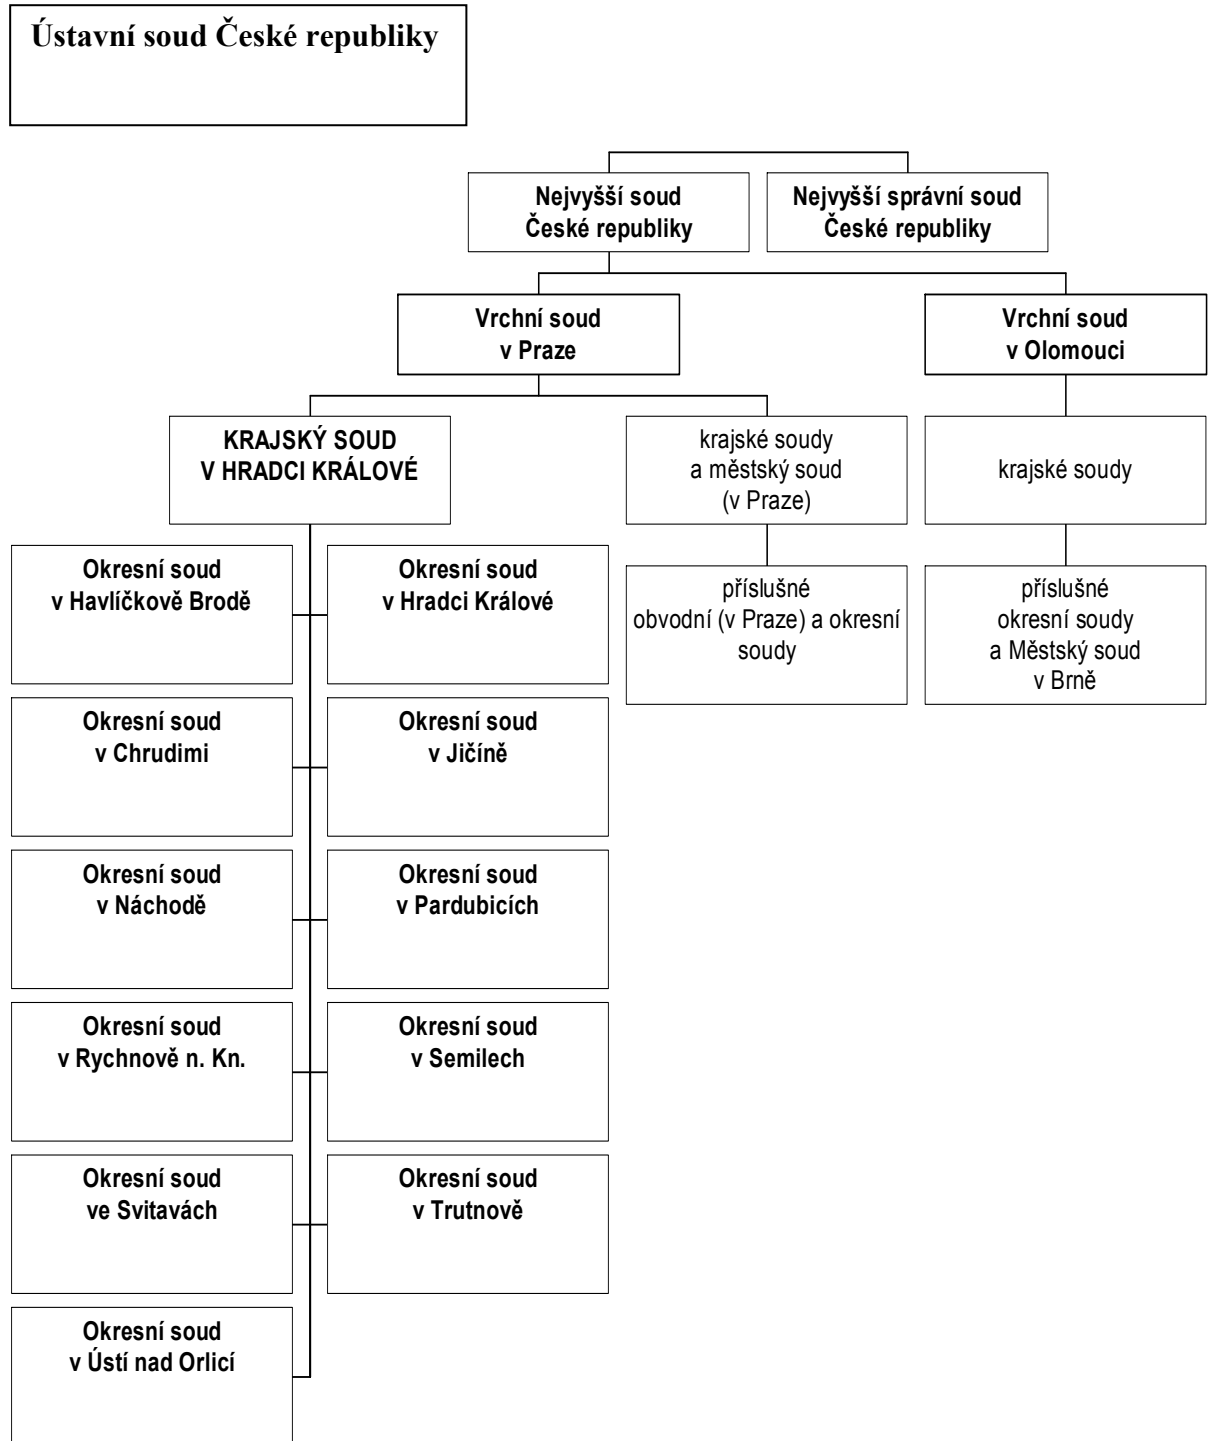 Ústavní soud České republiky
Nejvyšší soud
České republiky
Nejvyšší správní soud
České republiky
Vrchní soud
v Praze
Vrchní soud
v Olomouci
KRAJSKÝ SOUD
V HRADCI KRÁLOVÉ
krajské soudy
a městský soud
(v Praze)
krajské soudy
Okresní soud
v Havlíčkově Brodě
Okresní soud
v Hradci Králové
příslušné
obvodní (v Praze) a okresní
soudy
příslušné
okresní soudy
a Městský soud
v Brně
Okresní soud
v Chrudimi
Okresní soud
v Jičíně
Okresní soud
v Náchodě
Okresní soud
v Pardubicích
Okresní soud
v Rychnově n. Kn.
Okresní soud
v Semilech
Okresní soud
ve Svitavách
Okresní soud
v Trutnově
Okresní soud
v Ústí nad Orlicí